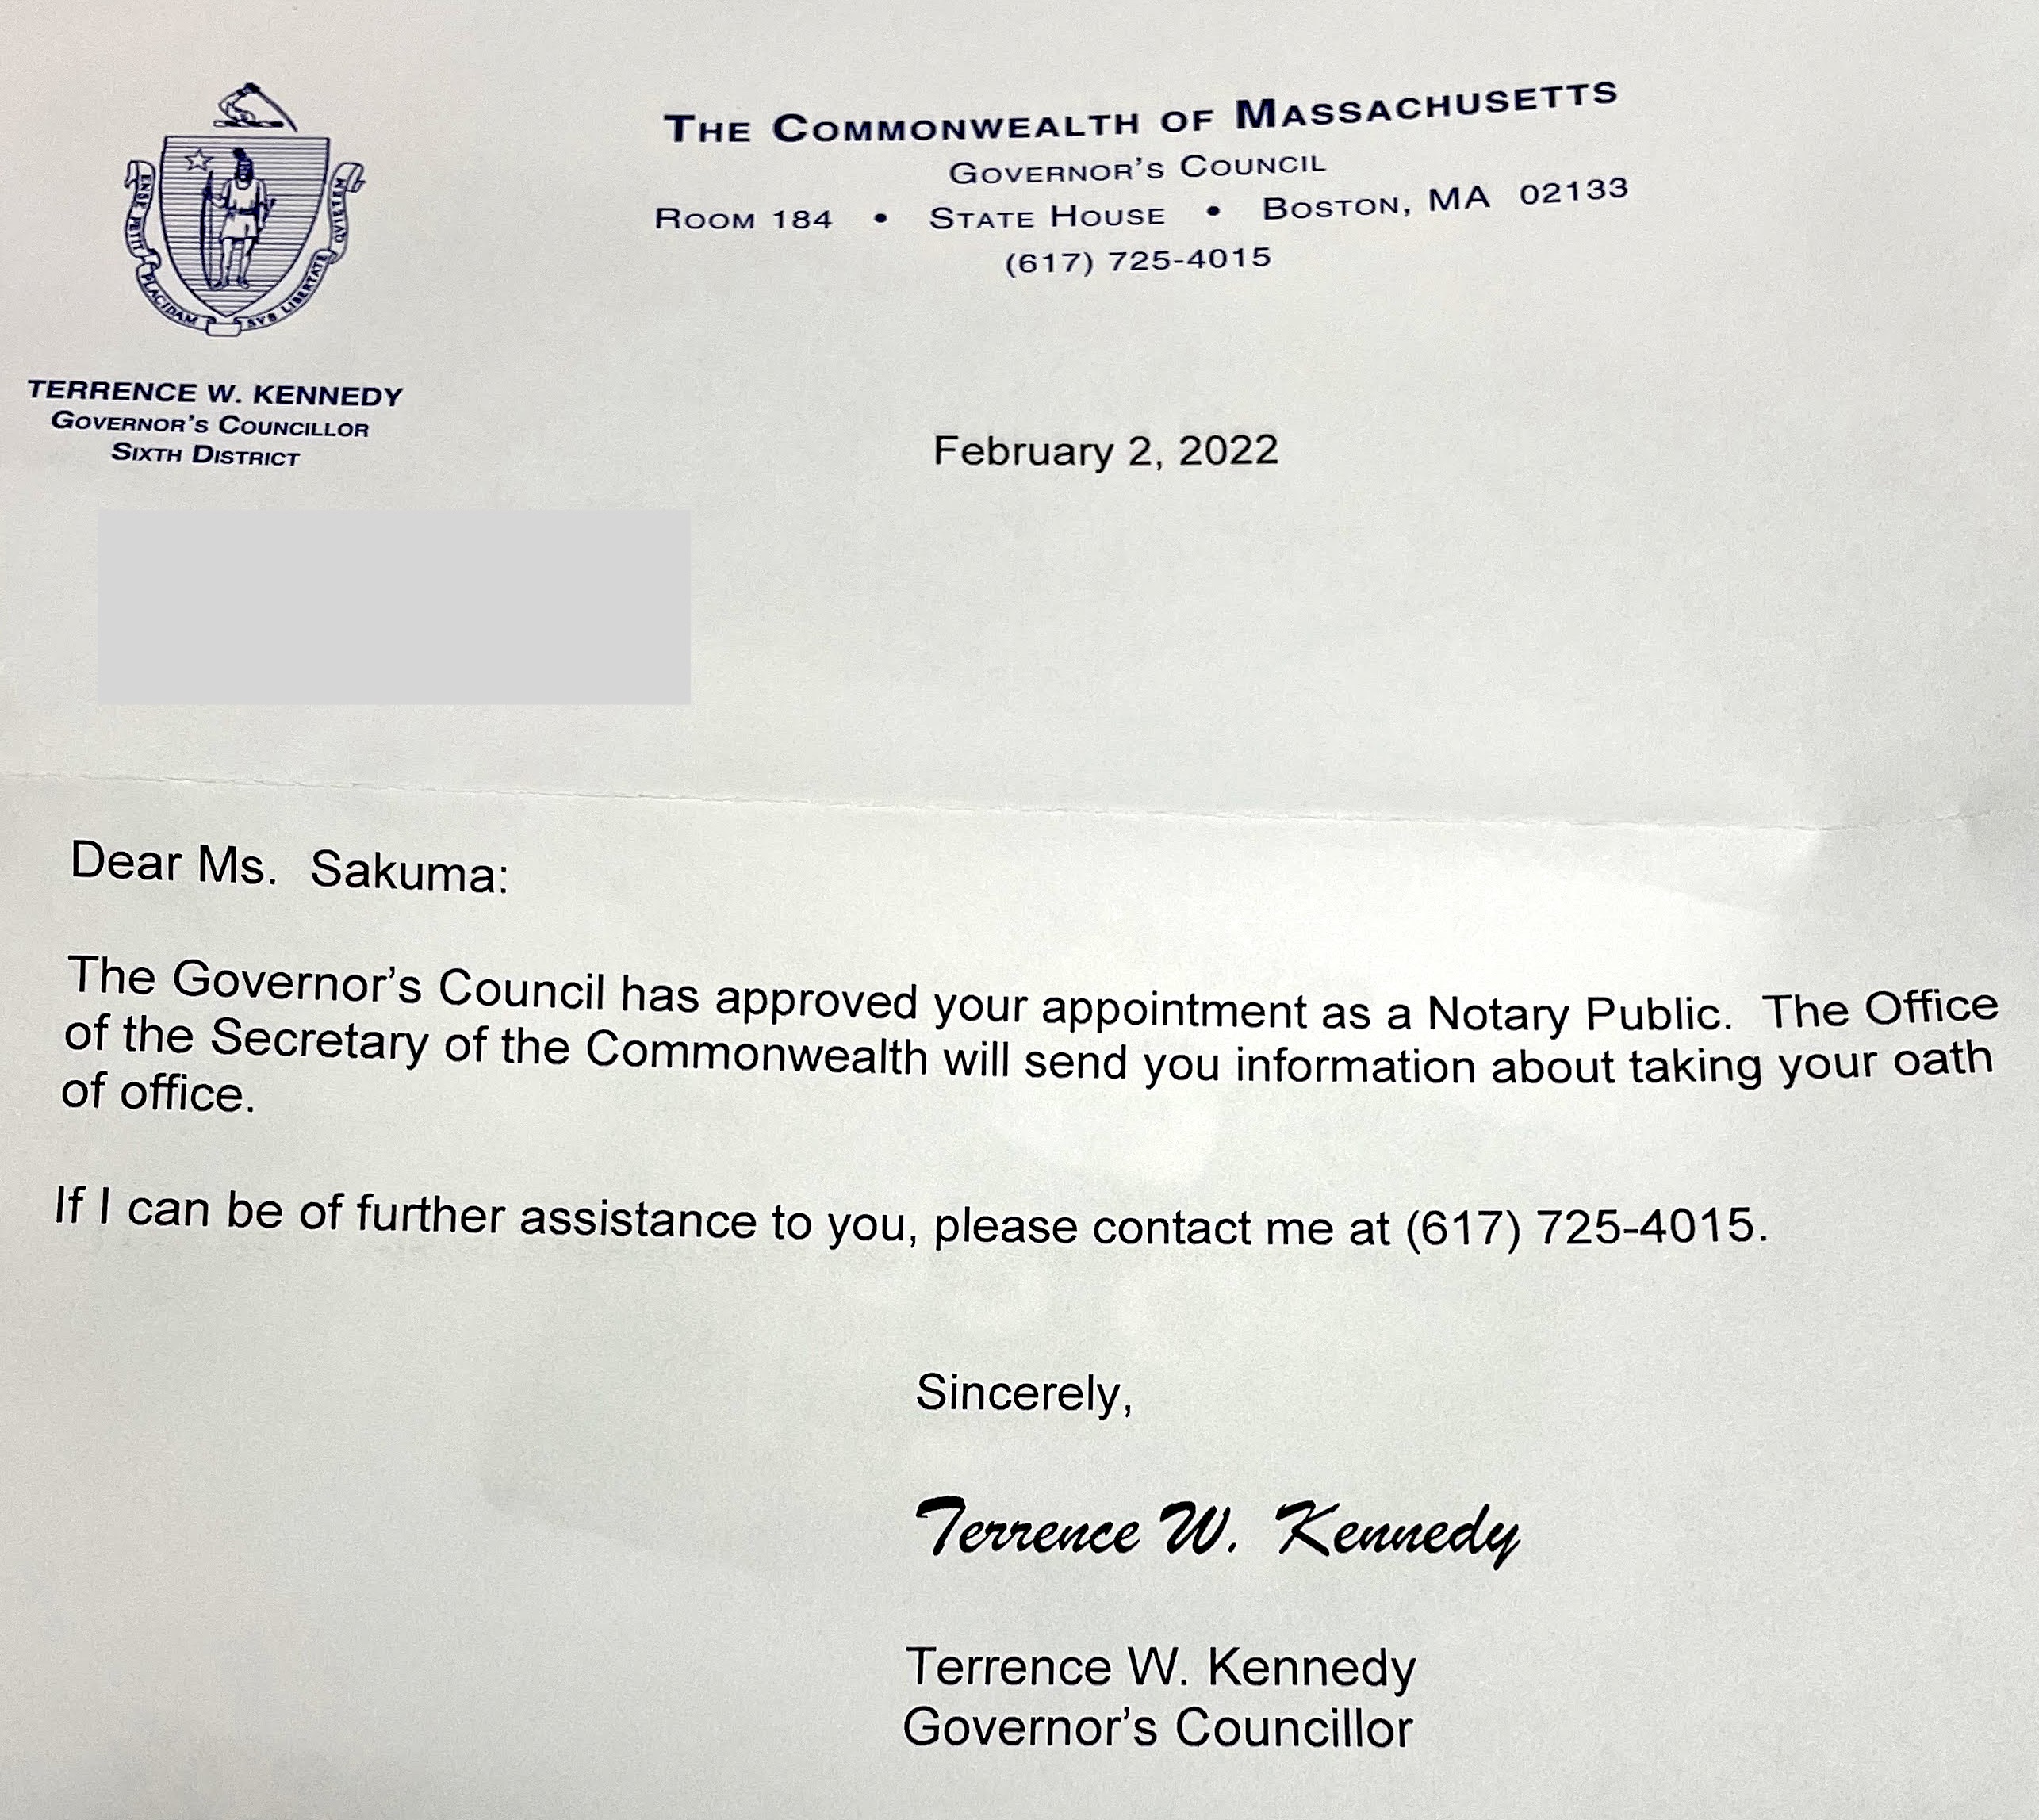 THE COMMONWEALTH OF MASSACHUSETTS
GOVERNOR'S COUNCIL
ROOM 184 • STATE HOUSE • BOSTON, MA 02133
(617) 725-4015
ENSE PETIT PLACIDAM SVB LIBERTATE QVIETEM
TERRENCE W. KENNEDY
GOVERNOR'S COUNCILLOR
SIXTH DISTRICT
February 2, 2022
Dear Ms. Sakuma:
The Governor's Council has approved your appointment as a Notary Public. The Office
of the Secretary of the Commonwealth will send you information about taking your oath
of office.
If I can be of further assistance to you, please contact me at (617) 725-4015.
Sincerely,
Terrence W. Kennedy
Terrence W. Kennedy
Governor's Councillor